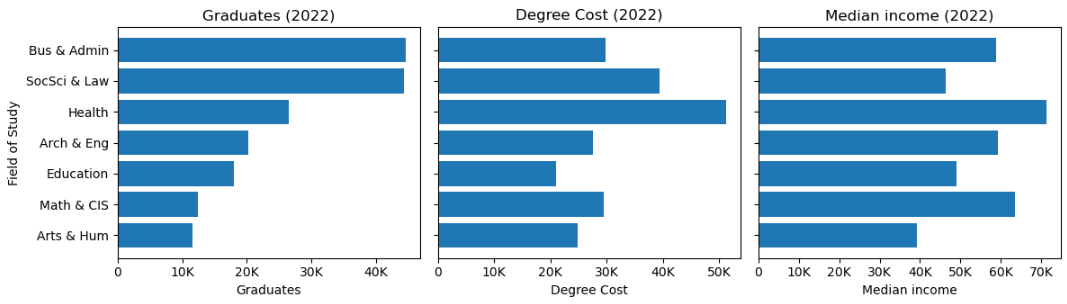 Graduates (2022)
Degree Cost (2022)
Median income (2022)
Field of Study
Bus & Admin
SocSci & Law
Health
Arch & Eng
Education
Math & CIS
Arts & Hum
0 10K 20K 30K 40K
0 10K 20K 30K 40K 50K
0 10K 20K 30K 40K 50K 60K 70K
Graduates
Degree Cost
Median income